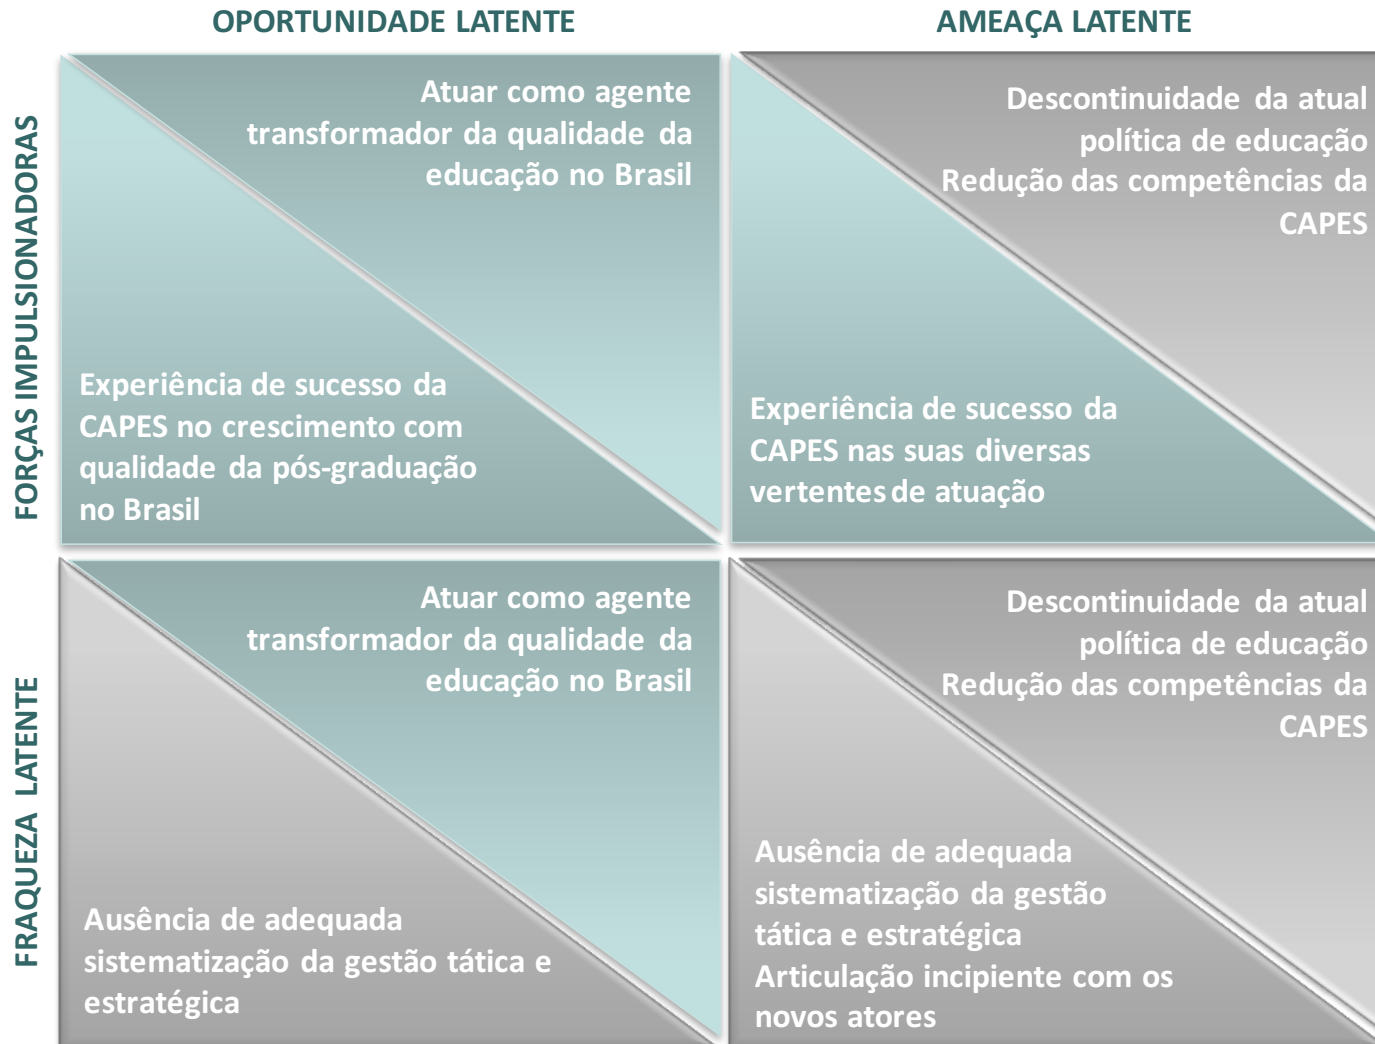 OPORTUNIDADE LATENTE
AMEAÇA LATENTE
FORÇAS IMPULSIONADORAS
Atuar como agente
transformador da qualidade da
educação no Brasil
Experiência de sucesso da
CAPES no crescimento com
qualidade da pós-graduação
no Brasil
Descontinuidade da atual
política de educação
Redução das competências da
CAPES
Experiência de sucesso da
CAPES nas suas diversas
vertentes de atuação
FRAQUEZA LATENTE
Atuar como agente
transformador da qualidade da
educação no Brasil
Ausência de adequada
sistematização da gestão tática e
estratégica
Descontinuidade da atual
política de educação
Redução das competências da
CAPES
Ausência de adequada
sistematização da gestão
tática e estratégica
Articulação incipiente com os
novos atores